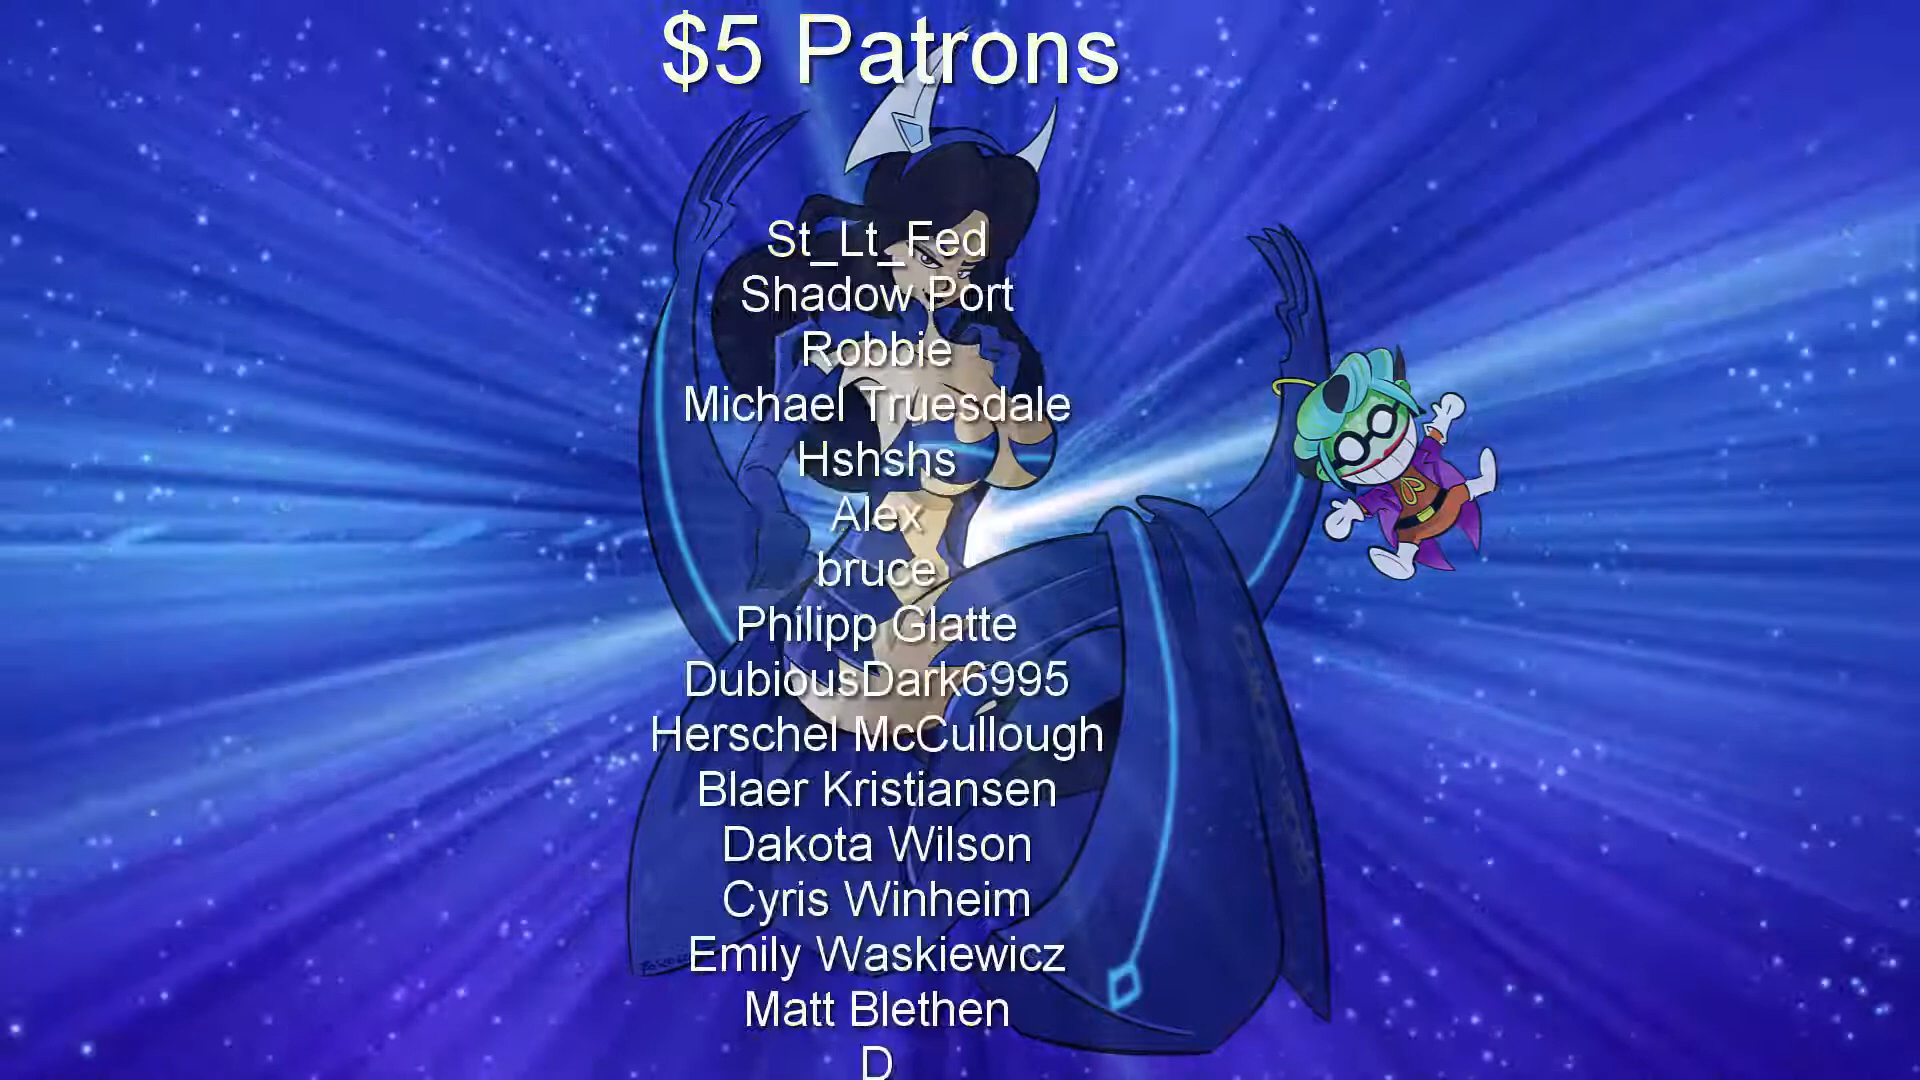 $5 Patrons
St_Lt_Fed
Shadow Port
Robbie
Michael Truesdale
Hshshs
Alex
bruce
Philipp Glatte
DubiousDark6995
Herschel McCullough
Blaer Kristiansen
Dakota Wilson
Cyris Winheim
Emily Waskiewicz
Matt Blethen
D